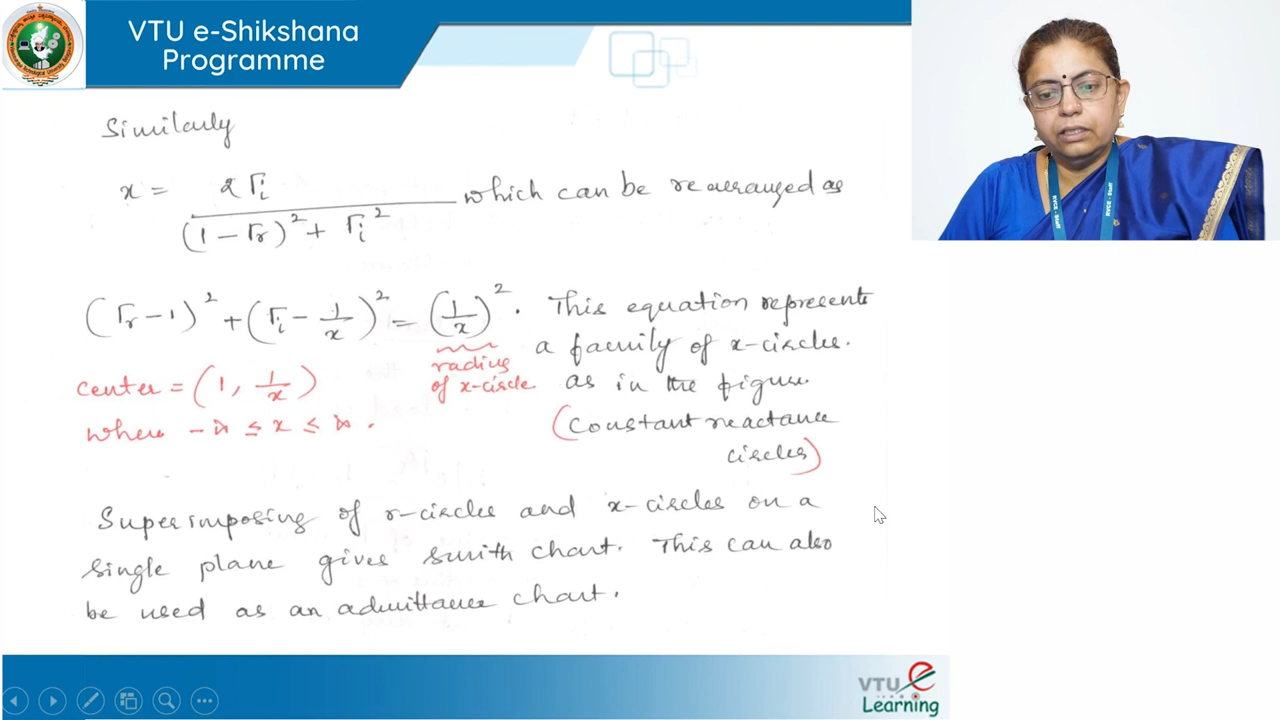 VTU e-Shikshana
Programme
Similarly
x = 2Γi / ((1 − Γr)² + Γi²) which can be rearranged as
(Γr − 1)² + (Γi − 1/x)² = (1/x)². This equation represents
a family of x-circles.
radius
of x-circle
as in the figure.
center = (1, 1/x)
where −∞ ≤ x ≤ ∞.
(constant reactance
circles)
Superimposing of r-circles and x-circles on a
single plane gives smith chart. This can also
be used as an admittance chart.
VTU e
Learning